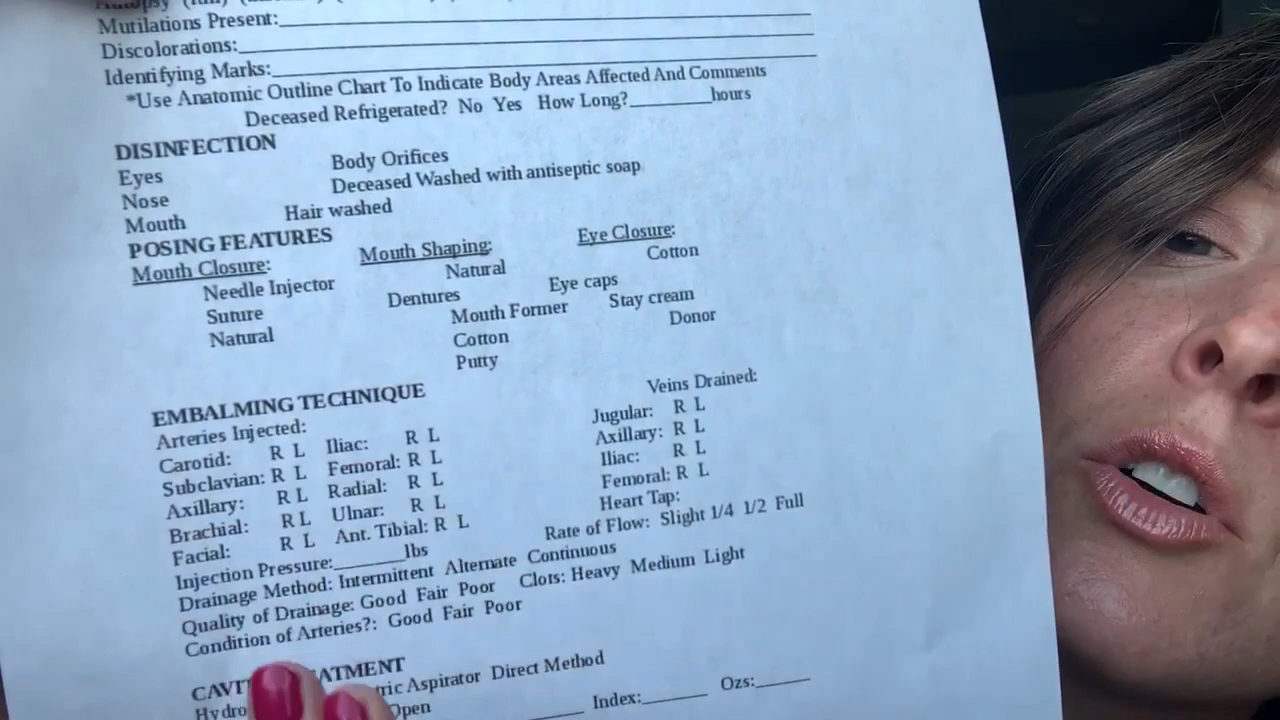 Mutilations Present:
Discolorations:
Identifying Marks:
*Use Anatomic Outline Chart To Indicate Body Areas Affected And Comments
Deceased Refrigerated? No Yes How Long?________hours
DISINFECTION
Eyes Body Orifices
Nose Deceased Washed with antiseptic soap
Mouth Hair washed
POSING FEATURES
Mouth Closure: Mouth Shaping: Eye Closure:
Needle Injector Natural Cotton
Suture Dentures Eye caps
Natural Mouth Former Stay cream
Cotton Donor
Putty
EMBALMING TECHNIQUE Veins Drained:
Arteries Injected: Jugular: R L
Carotid: R L Iliac: R L Axillary: R L
Subclavian: R L Femoral: R L Iliac: R L
Axillary: R L Radial: R L Femoral: R L
Brachial: R L Ulnar: R L Heart Tap:
Facial: R L Ant. Tibial: R L Rate of Flow: Slight 1/4 1/2 Full
Injection Pressure:_______lbs
Drainage Method: Intermittent Alternate Continuous
Quality of Drainage: Good Fair Poor Clots: Heavy Medium Light
Condition of Arteries?: Good Fair Poor
Aspirator Direct Method
Index:_______ Ozs:______